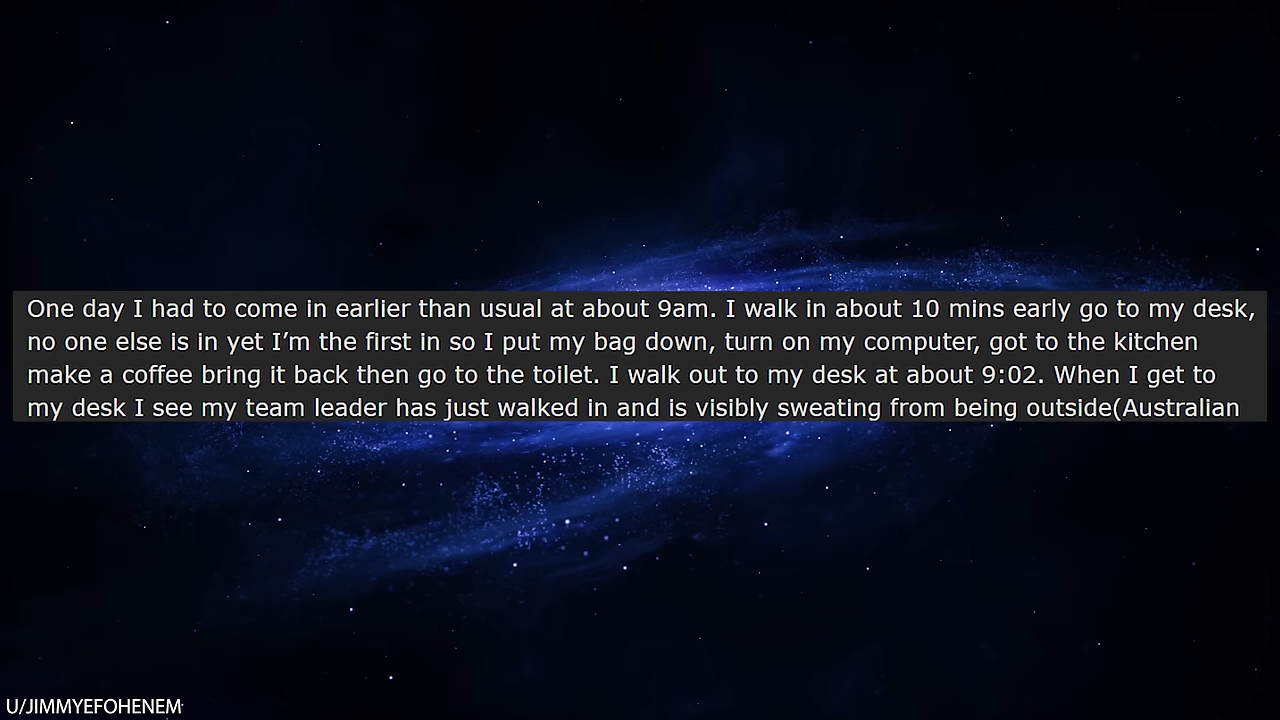 One day I had to come in earlier than usual at about 9am. I walk in about 10 mins early go to my desk,
no one else is in yet I’m the first in so I put my bag down, turn on my computer, got to the kitchen
make a coffee bring it back then go to the toilet. I walk out to my desk at about 9:02. When I get to
my desk I see my team leader has just walked in and is visibly sweating from being outside(Australian
U/JIMMYEFOHENEM